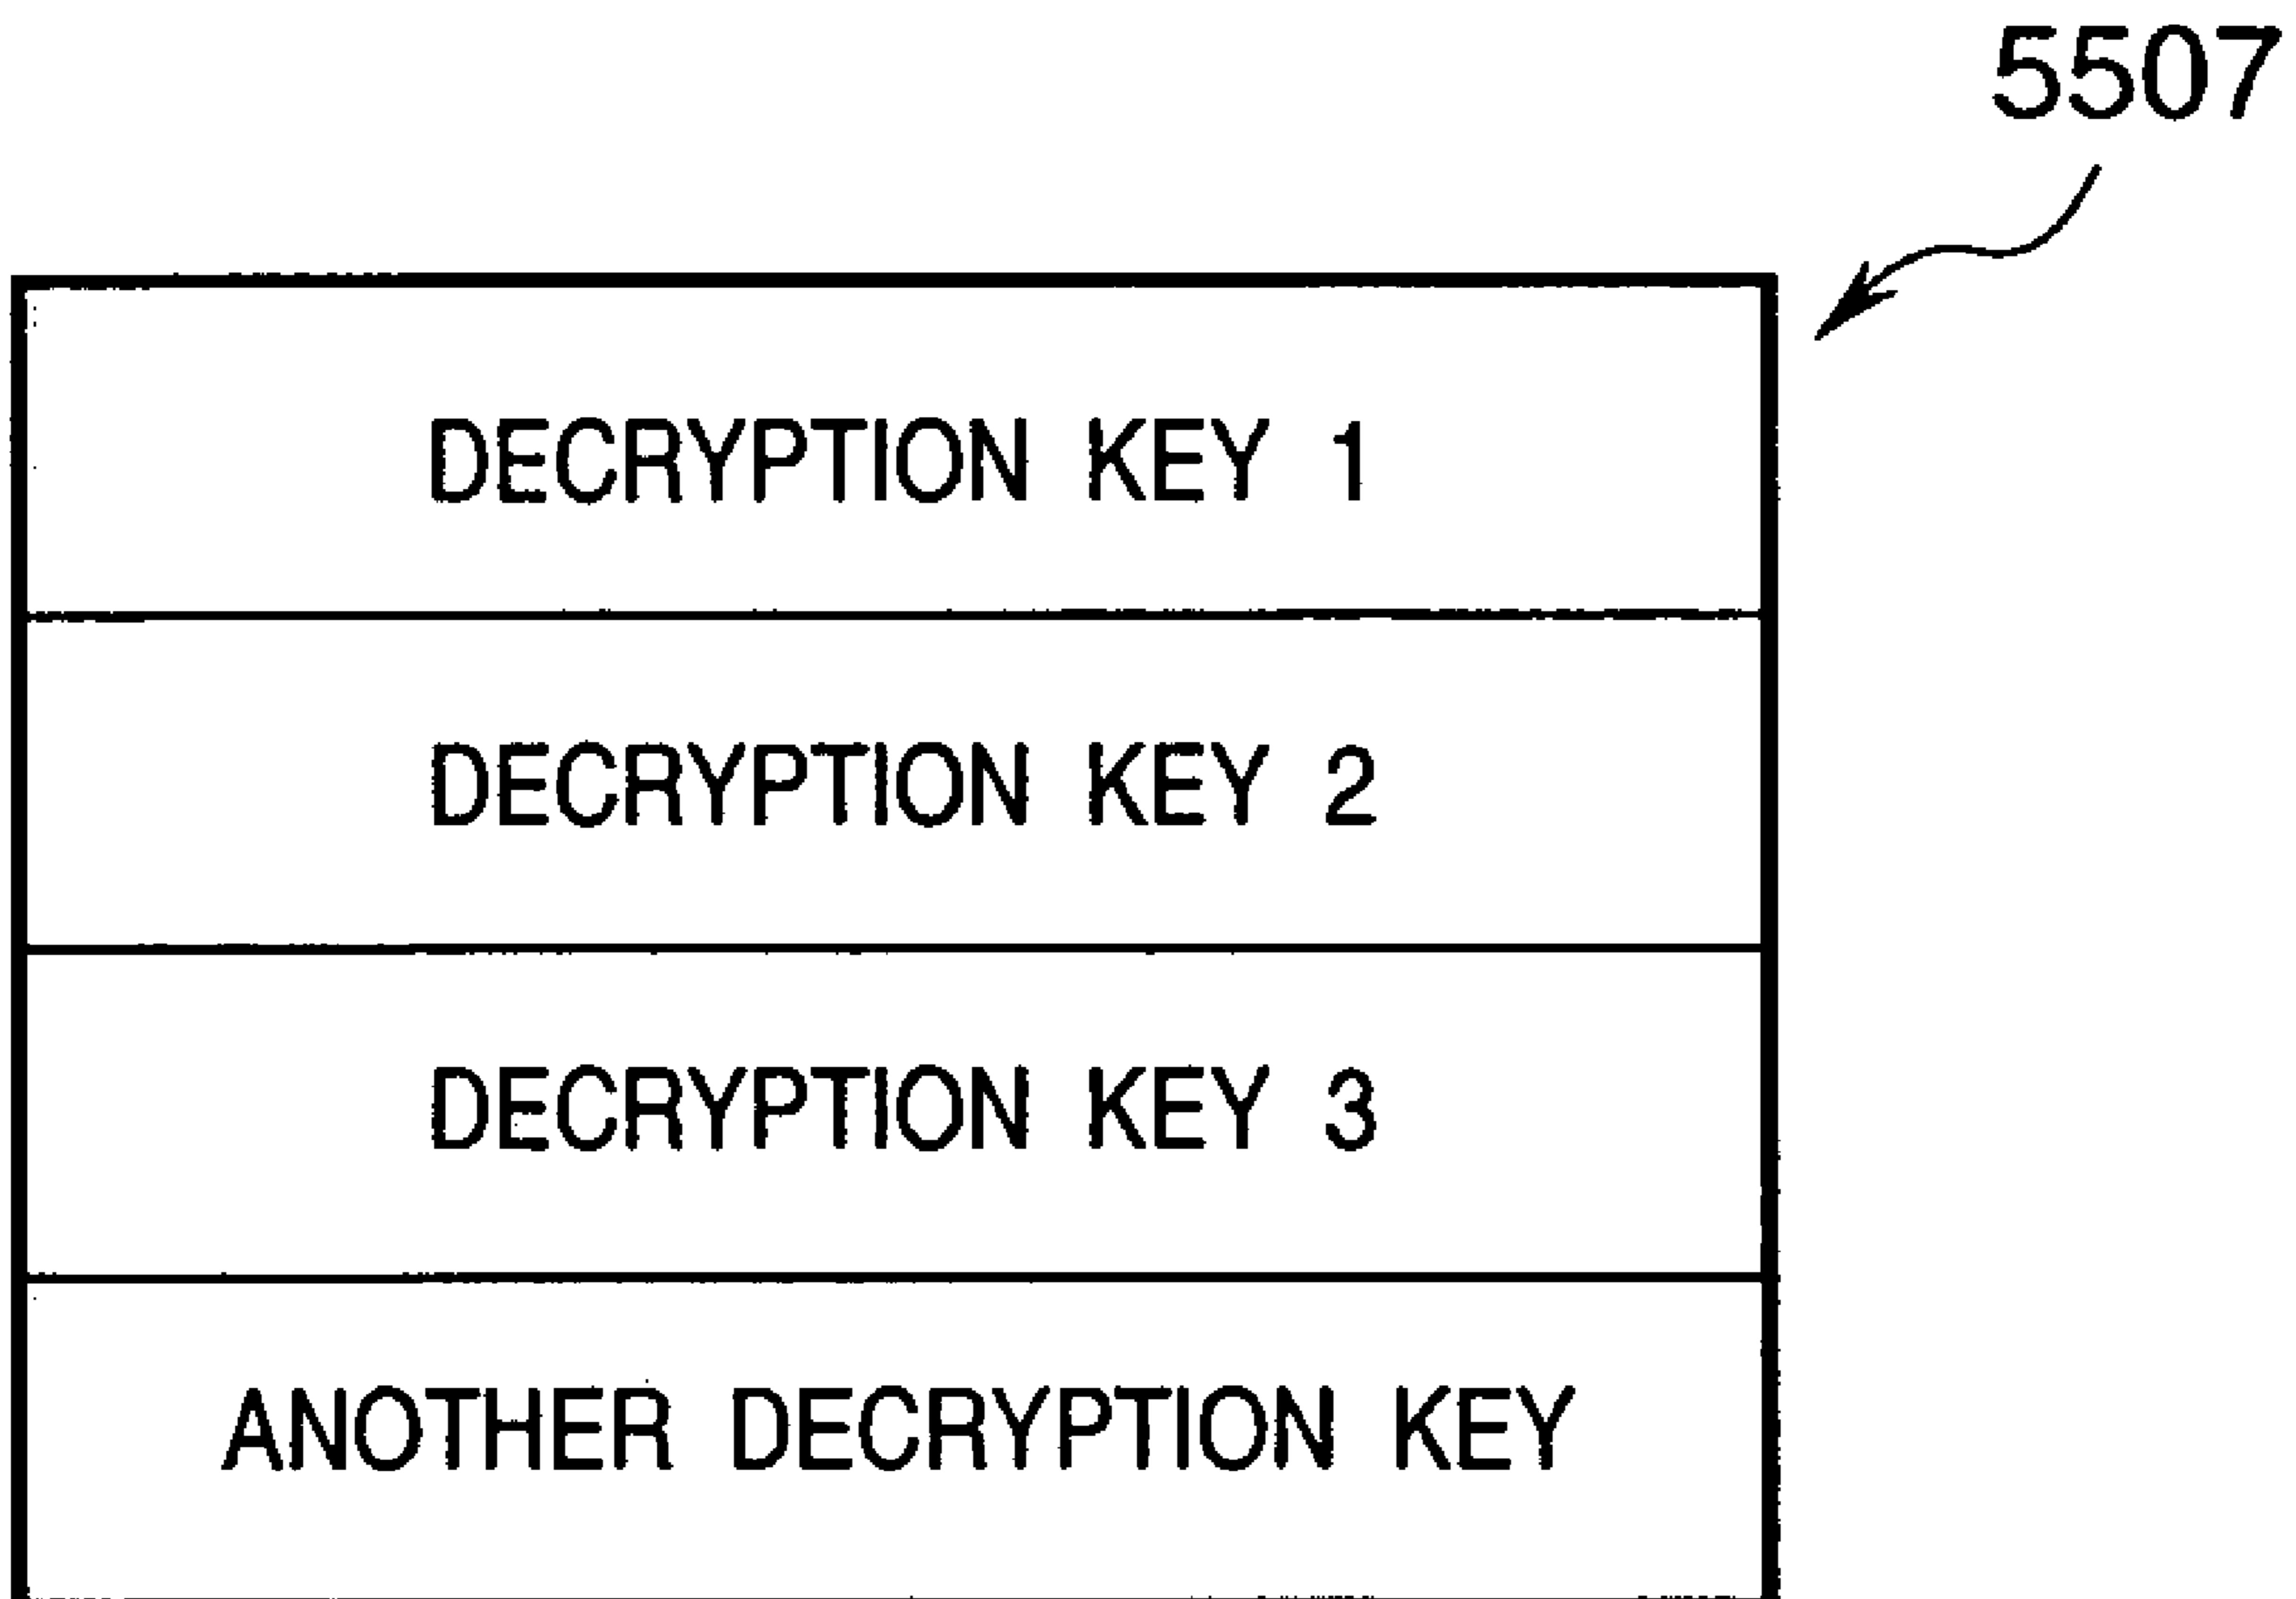 5507
DECRYPTION KEY 1
DECRYPTION KEY 2
DECRYPTION KEY 3
ANOTHER DECRYPTION KEY